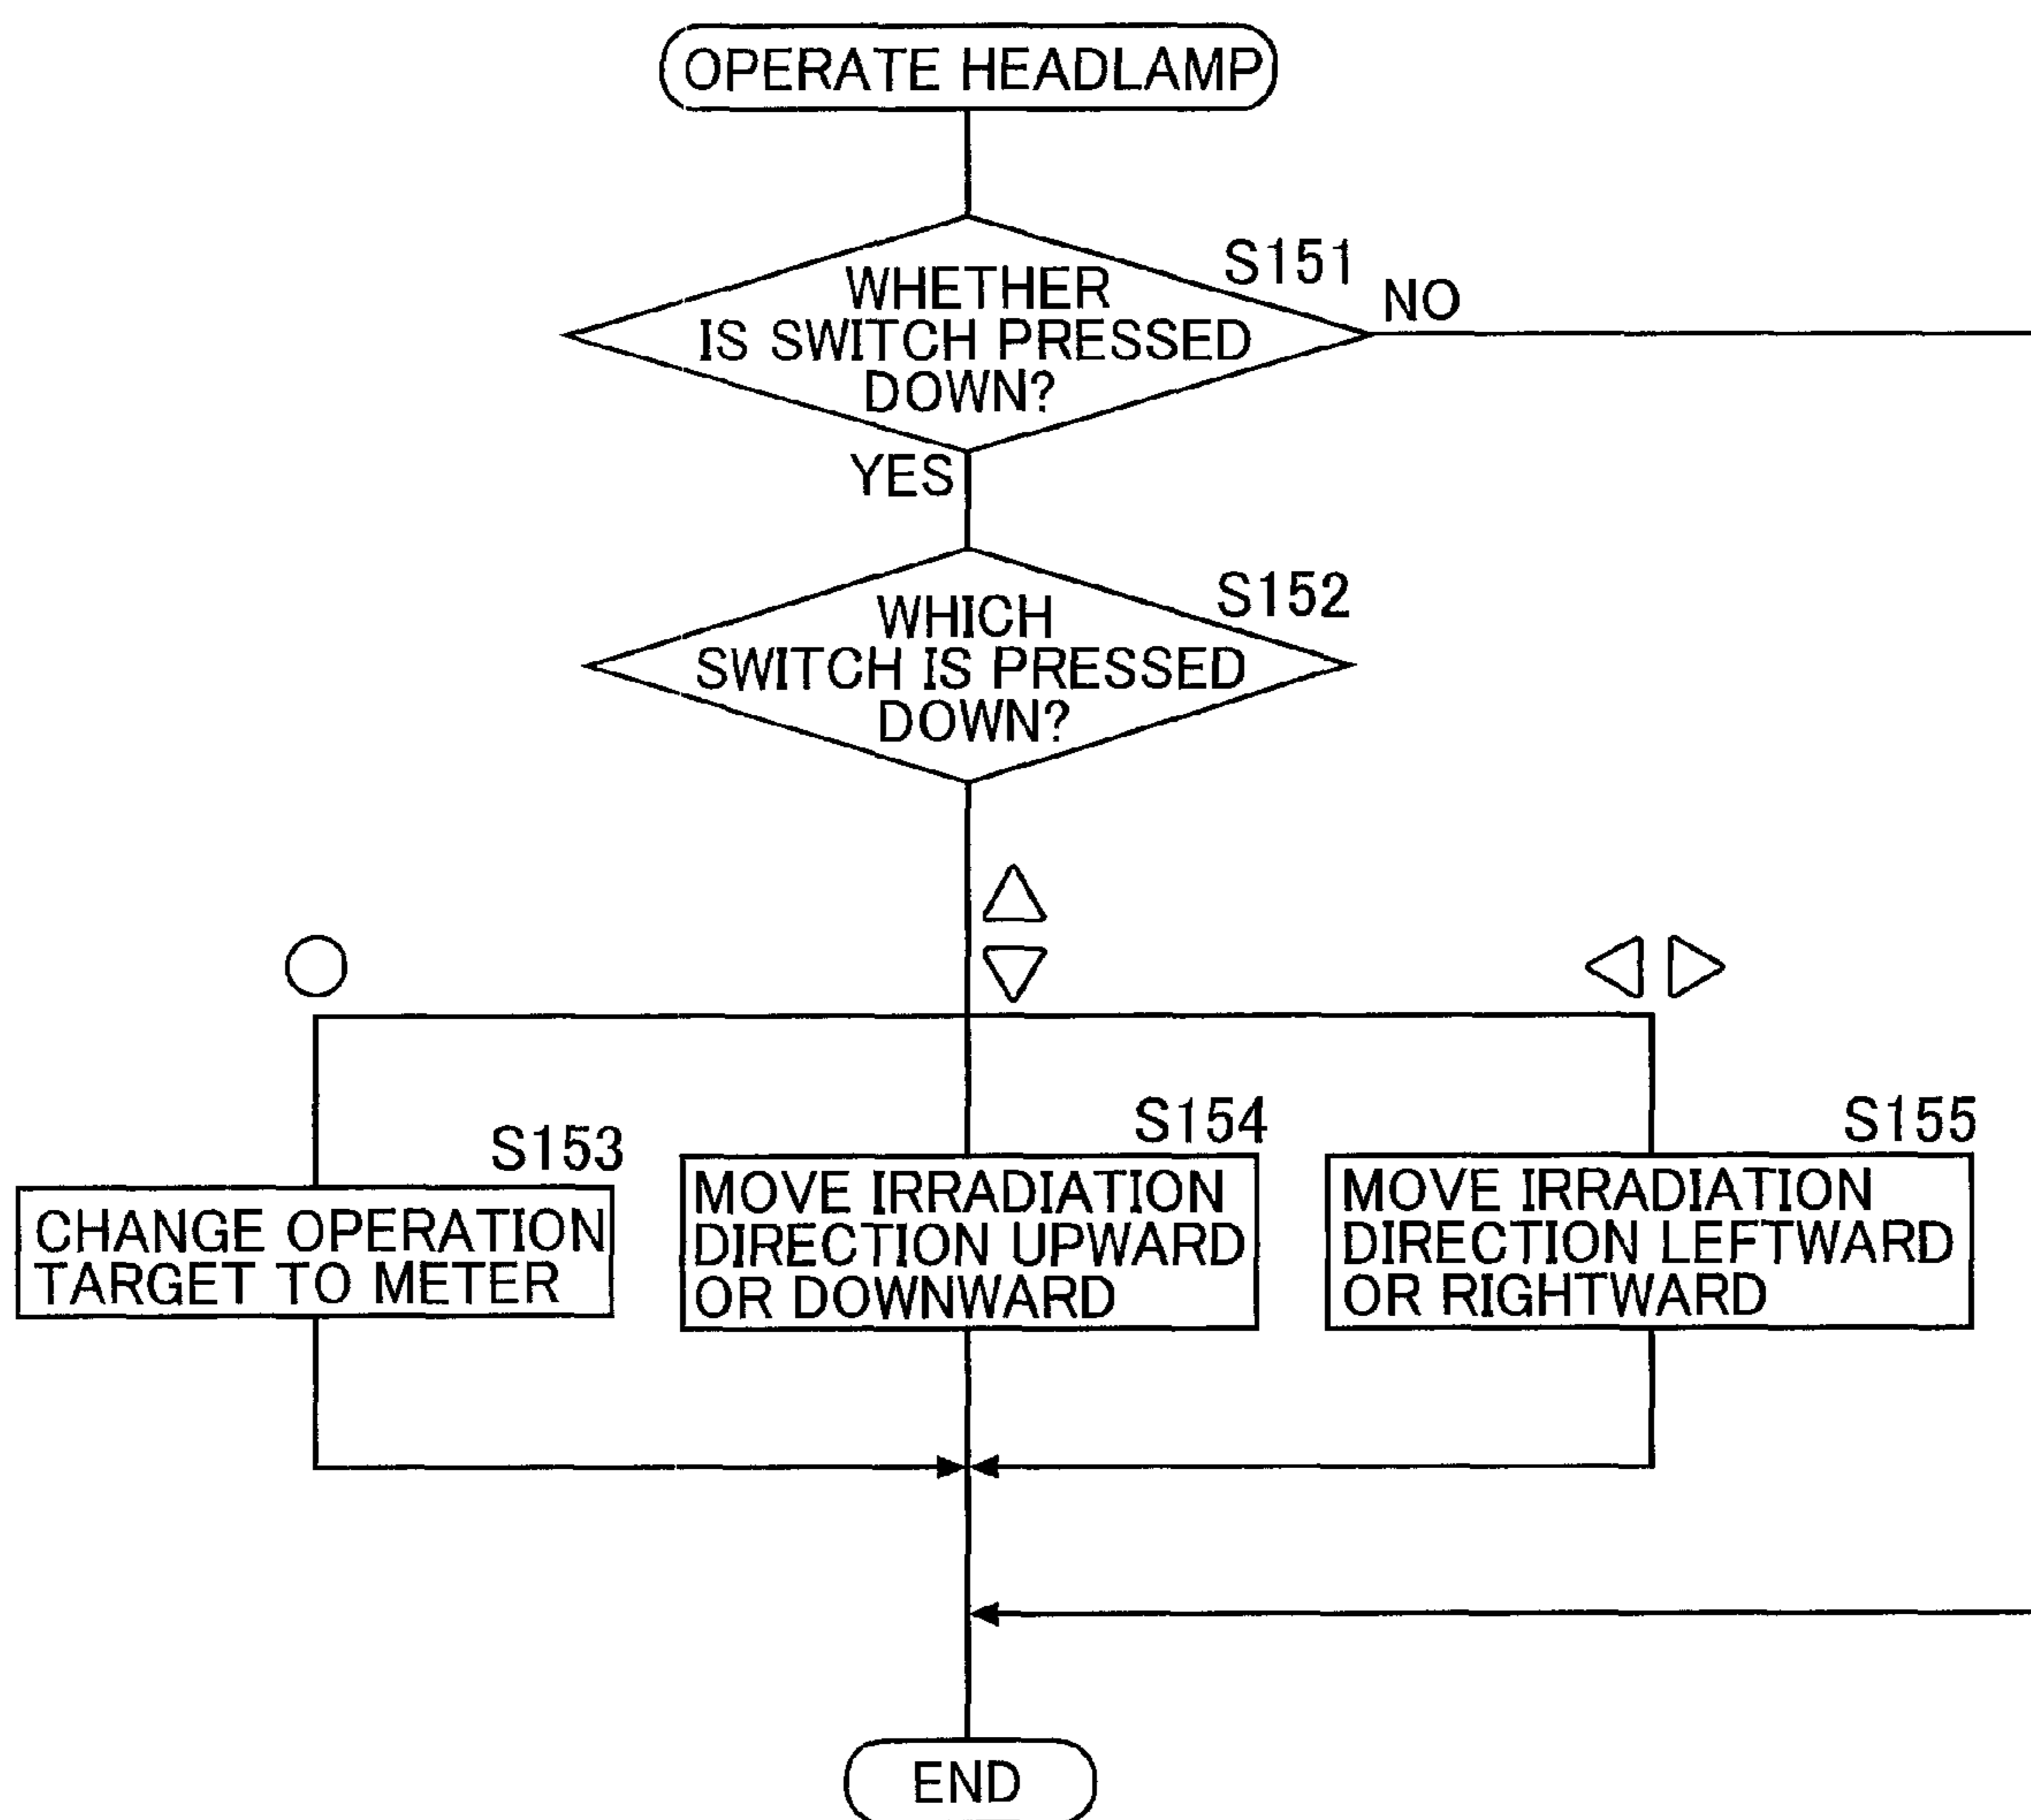 OPERATE HEADLAMP
S151
WHETHER
IS SWITCH PRESSED
DOWN?
NO
YES
S152
WHICH
SWITCH IS PRESSED
DOWN?
S153
CHANGE OPERATION
TARGET TO METER
S154
MOVE IRRADIATION
DIRECTION UPWARD
OR DOWNWARD
S155
MOVE IRRADIATION
DIRECTION LEFTWARD
OR RIGHTWARD
END